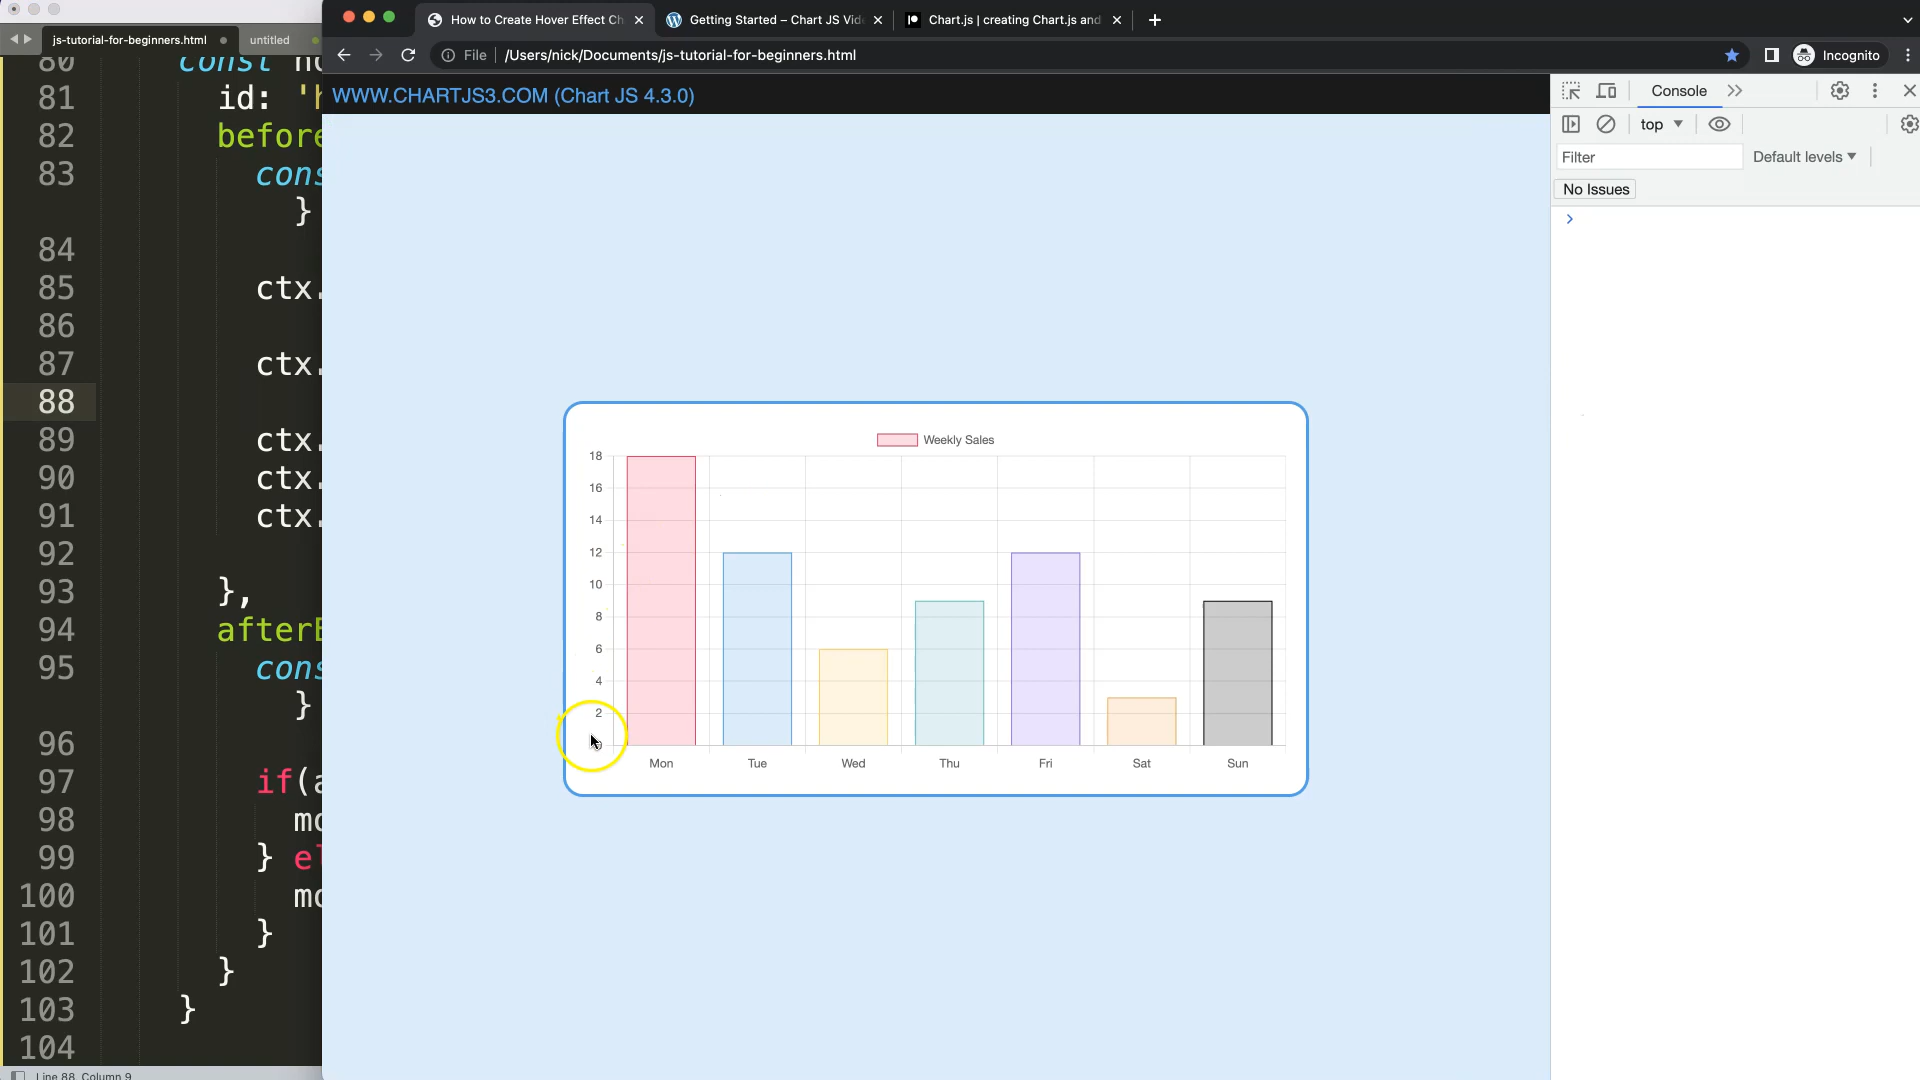 js-tutorial-for-beginners.html
untitled
How to Create Hover Effect Ch
Getting Started – Chart JS Vid
Chart.js | creating Chart.js and
File
/Users/nick/Documents/js-tutorial-for-beginners.html
Incognito
WWW.CHARTJS3.COM (Chart JS 4.3.0)
Console
top
Filter
Default levels
No Issues
80 const
81 id: '
82 before
83 cons
}
84
85 ctx.
86
87 ctx.
88
89 ctx.
90 ctx.
91 ctx.
92
93 },
94 after
95 cons
}
96
97 if(a
98 mo
99 } el
100 mo
101 }
102 }
103 }
104
Line 88, Column 9
Weekly Sales
18
16
14
12
10
8
6
4
2
Mon Tue Wed Thu Fri Sat Sun